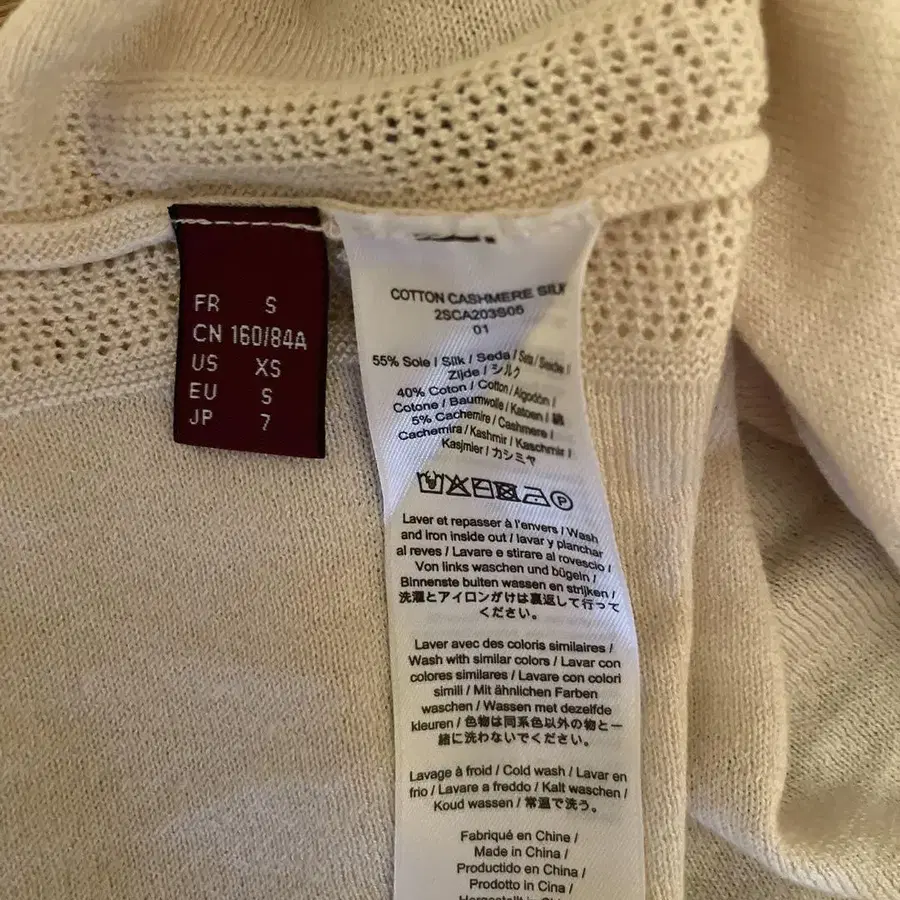 FR S
CN 160/84A
US XS
EU S
JP 7
COTTON CASHMERE SILK
2SCA203S05
01
55% Soie / Silk / Seda / Seta / Seide /
Zijde / シルク
40% Coton / Cotton / Algodón /
Cotone / Baumwolle / Katoen / 綿
5% Cachemire / Cashmere /
Cachemira / Kashmir / Kaschmir /
Kasjmier / カシミヤ
P
Laver et repasser à l'envers / Wash
and iron inside out / lavar y planchar
al reves / Lavare e stirare al rovescio /
Von links waschen und bügeln /
Binnenste buiten wassen en strijken /
洗濯とアイロンがけは裏返して行って
ください。
Laver avec des coloris similaires /
Wash with similar colors / Lavar con
colores similares / Lavare con colori
simili / Mit ähnlichen Farben
waschen / Wassen met dezelfde
kleuren / 色物は同系色以外の物と一
緒に洗わないでください。
Lavage à froid / Cold wash / Lavar en
frio / Lavare a freddo / Kalt waschen /
Koud wassen / 常温で洗う。
Fabriqué en Chine /
Made in China /
Productido en China /
Prodotto in Cina /